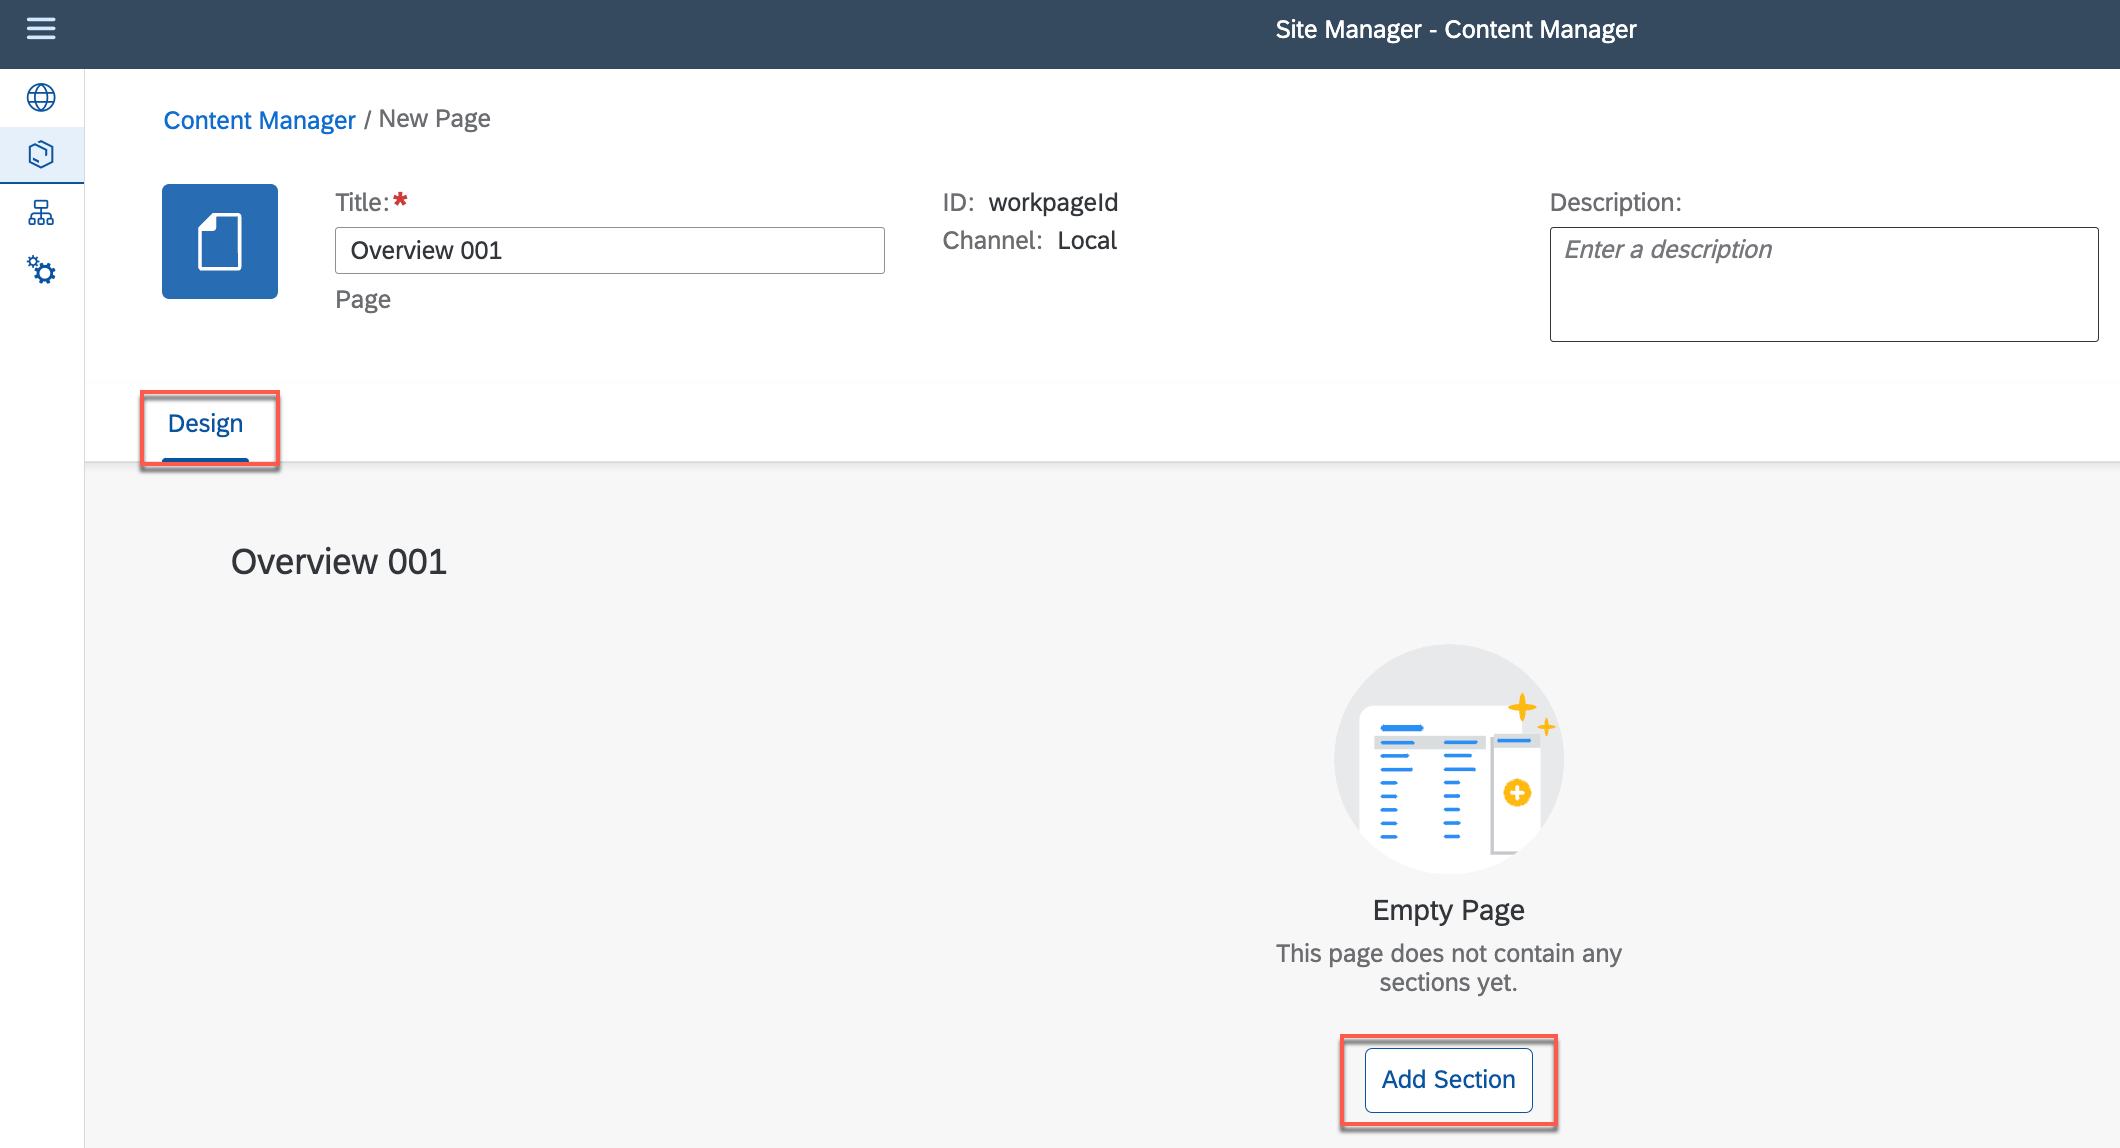 Site Manager - Content Manager
Content Manager / New Page
Title:*
ID: workpageId
Description:
Overview 001
Channel: Local
Enter a description
Page
Design
Overview 001
Empty Page
This page does not contain any
sections yet.
Add Section